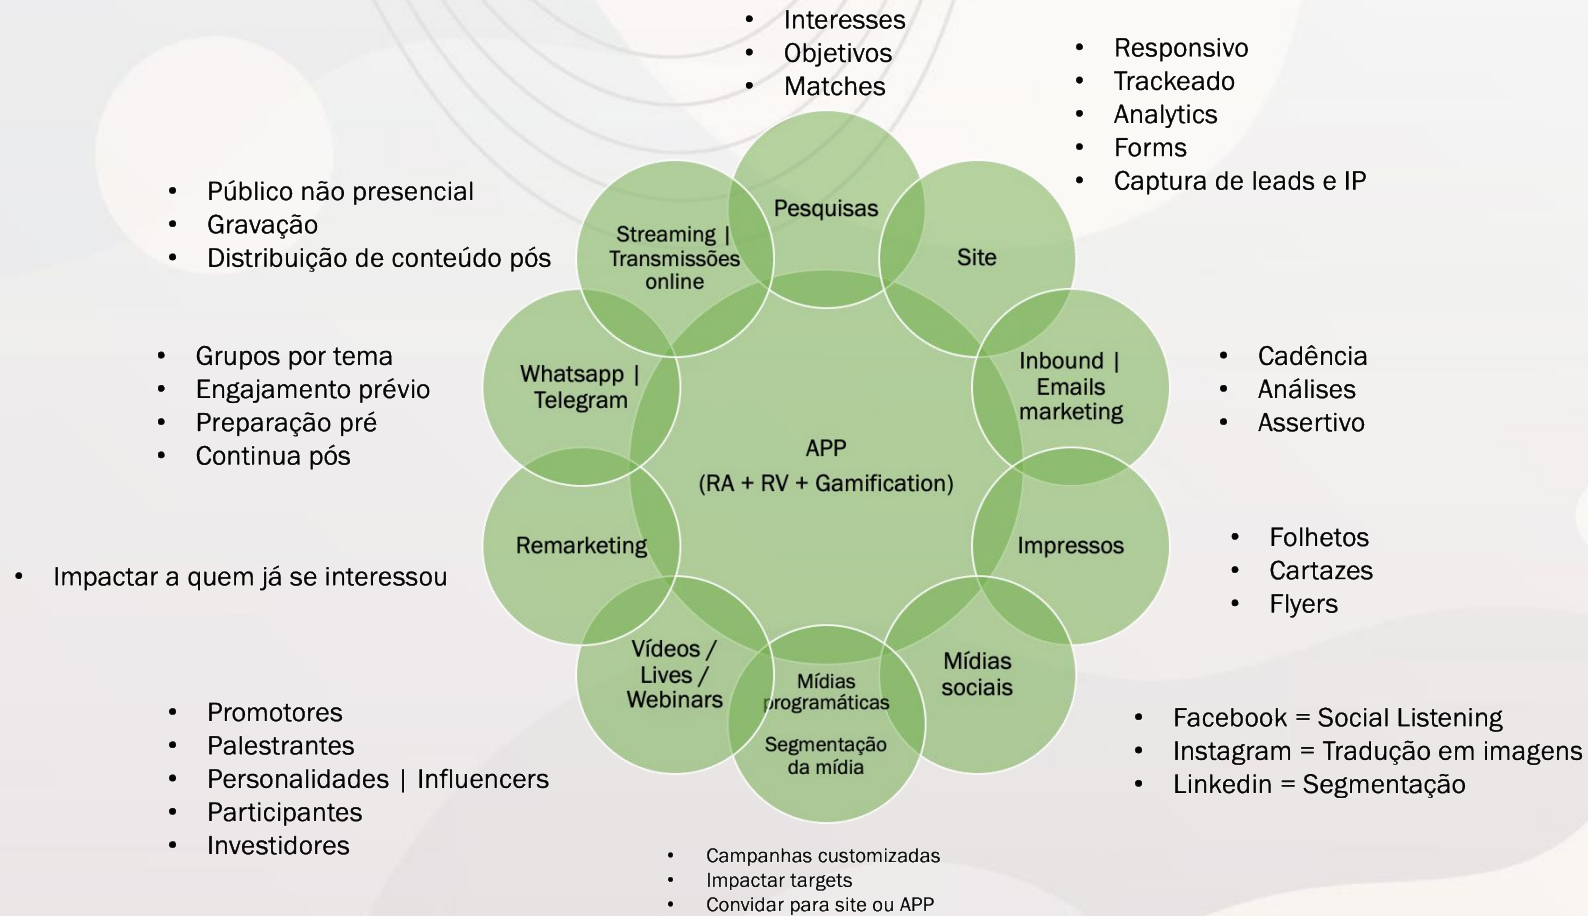 • Interesses
• Objetivos
• Matches
• Responsivo
• Trackeado
• Analytics
• Forms
• Captura de leads e IP
• Público não presencial
• Gravação
• Distribuição de conteúdo pós
Pesquisas
Streaming |
Transmissões
online
Site
• Grupos por tema
• Engajamento prévio
• Preparação pré
• Continua pós
Whatsapp |
Telegram
Inbound |
Emails
marketing
• Cadência
• Análises
• Assertivo
APP
(RA + RV + Gamification)
• Impactar a quem já se interessou
Remarketing
Impressos
• Folhetos
• Cartazes
• Flyers
Vídeos /
Lives /
Webinars
Mídias
programáticas
Segmentação
da mídia
Mídias
sociais
• Promotores
• Palestrantes
• Personalidades | Influencers
• Participantes
• Investidores
• Facebook = Social Listening
• Instagram = Tradução em imagens
• Linkedin = Segmentação
• Campanhas customizadas
• Impactar targets
• Convidar para site ou APP